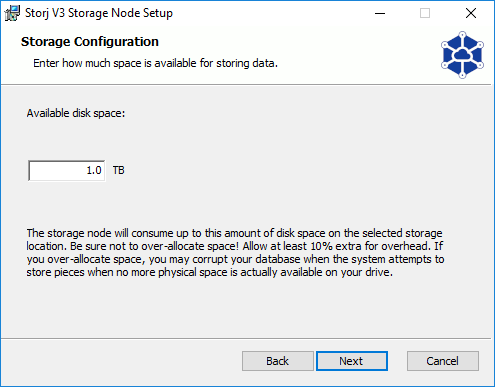 Storj V3 Storage Node Setup
Storage Configuration
Enter how much space is available for storing data.
Available disk space:
1.0 TB
The storage node will consume up to this amount of disk space on the selected storage
location. Be sure not to over-allocate space! Allow at least 10% extra for overhead. If
you over-allocate space, you may corrupt your database when the system attempts to
store pieces when no more physical space is actually available on your drive.
Back Next Cancel